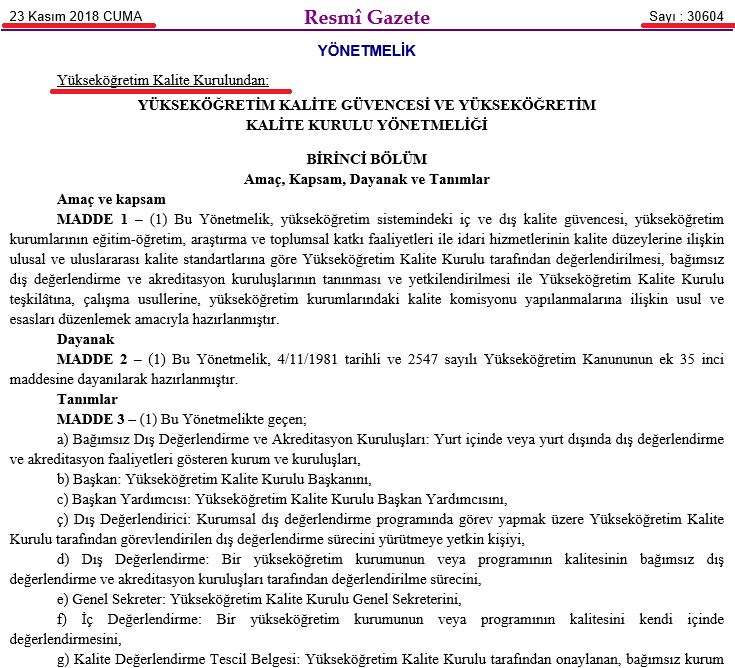 23 Kasım 2018 CUMA
Resmî Gazete
Sayı : 30604
YÖNETMELİK
Yükseköğretim Kalite Kurulundan:
YÜKSEKÖĞRETİM KALİTE GÜVENCESİ VE YÜKSEKÖĞRETİM
KALİTE KURULU YÖNETMELİĞİ
BİRİNCİ BÖLÜM
Amaç, Kapsam, Dayanak ve Tanımlar
Amaç ve kapsam
MADDE 1 – (1) Bu Yönetmelik, yükseköğretim sistemindeki iç ve dış kalite güvencesi, yükseköğretim
kurumlarının eğitim-öğretim, araştırma ve toplumsal katkı faaliyetleri ile idari hizmetlerinin kalite düzeylerine ilişkin
ulusal ve uluslararası kalite standartlarına göre Yükseköğretim Kalite Kurulu tarafından değerlendirilmesi, bağımsız
dış değerlendirme ve akreditasyon kuruluşlarının tanınması ve yetkilendirilmesi ile Yükseköğretim Kalite Kurulu
teşkilâtına, çalışma usullerine, yükseköğretim kurumlarındaki kalite komisyonu yapılanmalarına ilişkin usul ve
esasları düzenlemek amacıyla hazırlanmıştır.
Dayanak
MADDE 2 – (1) Bu Yönetmelik, 4/11/1981 tarihli ve 2547 sayılı Yükseköğretim Kanununun ek 35 inci
maddesine dayanılarak hazırlanmıştır.
Tanımlar
MADDE 3 – (1) Bu Yönetmelikte geçen;
a) Bağımsız Dış Değerlendirme ve Akreditasyon Kuruluşları: Yurt içinde veya yurt dışında dış değerlendirme
ve akreditasyon faaliyetleri gösteren kurum ve kuruluşları,
b) Başkan: Yükseköğretim Kalite Kurulu Başkanını,
c) Başkan Yardımcısı: Yükseköğretim Kalite Kurulu Başkan Yardımcısını,
ç) Dış Değerlendirici: Kurumsal dış değerlendirme programında görev yapmak üzere Yükseköğretim Kalite
Kurulu tarafından görevlendirilen dış değerlendirme sürecini yürütmeye yetkin kişiyi,
d) Dış Değerlendirme: Bir yükseköğretim kurumunun veya programının kalitesinin bağımsız dış
değerlendirme ve akreditasyon kuruluşları tarafından değerlendirilme sürecini,
e) Genel Sekreter: Yükseköğretim Kalite Kurulu Genel Sekreterini,
f) İç Değerlendirme: Bir yükseköğretim kurumunun veya programının kalitesini kendi içinde
değerlendirmesini,
g) Kalite Değerlendirme Tescil Belgesi: Yükseköğretim Kalite Kurulu tarafından onaylanan, bağımsız kurum